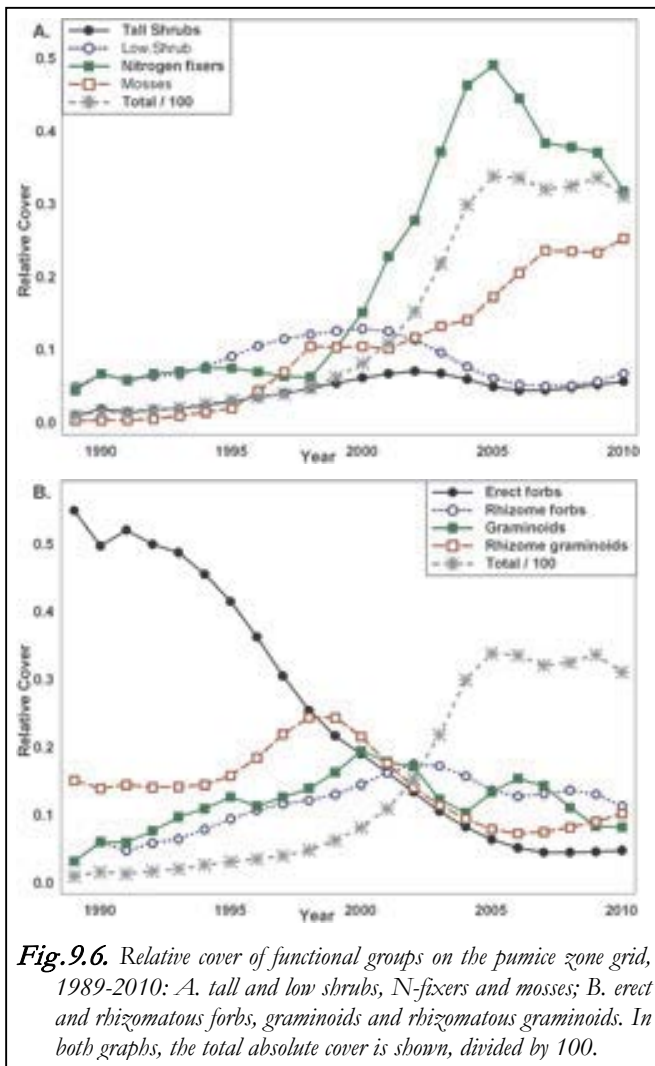 A.
Tall Shrubs
Low Shrub
Nitrogen fixers
Mosses
Total / 100
Relative Cover
0.5
0.4
0.3
0.2
0.1
0.0
1990 1995 2000 2005 2010
Year
B.
Erect forbs
Rhizome forbs
Graminoids
Rhizome graminoids
Total / 100
Relative Cover
0.5
0.4
0.3
0.2
0.1
0.0
1990 1995 2000 2005 2010
Year
Fig.9.6. Relative cover of functional groups on the pumice zone grid,
1989-2010: A. tall and low shrubs, N-fixers and mosses; B. erect
and rhizomatous forbs, graminoids and rhizomatous graminoids. In
both graphs, the total absolute cover is shown, divided by 100.